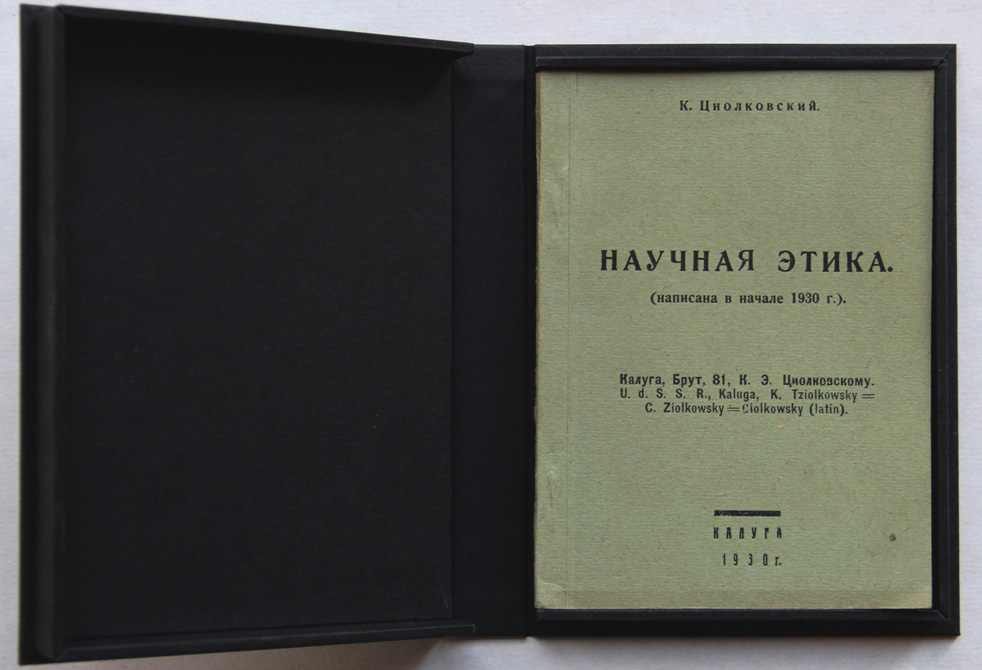 К. Циолковский.
НАУЧНАЯ ЭТИКА.
(написана в начале 1930 г.).
Калуга, Брут, 81, К. Э. Циолковскому.
U. d. S. S. R., Kaluga, K. Tziolkowsky =
C. Ziolkowsky = Ciolkowsky (latin).
КАЛУГА
1930 г.